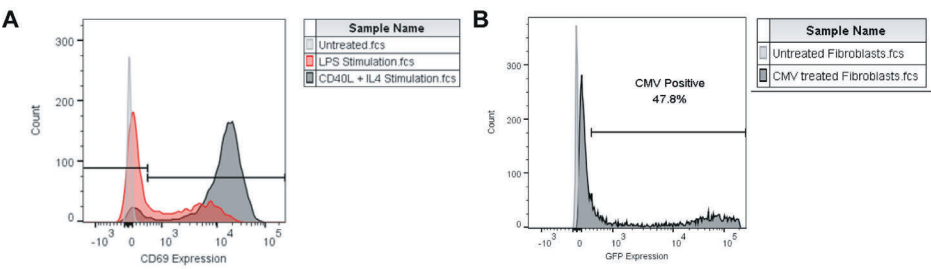 A
Sample Name
Untreated.fcs
LPS Stimulation.fcs
CD40L + IL4 Stimulation.fcs
Count
300
200
100
0
-10 3
0
10 3
10 4
10 5
CD69 Expression
B
Sample Name
Untreated Fibroblasts.fcs
CMV treated Fibroblasts.fcs
CMV Positive
47.8%
Count
300
200
100
0
-10 3
0
10 3
10 4
10 5
GFP Expression